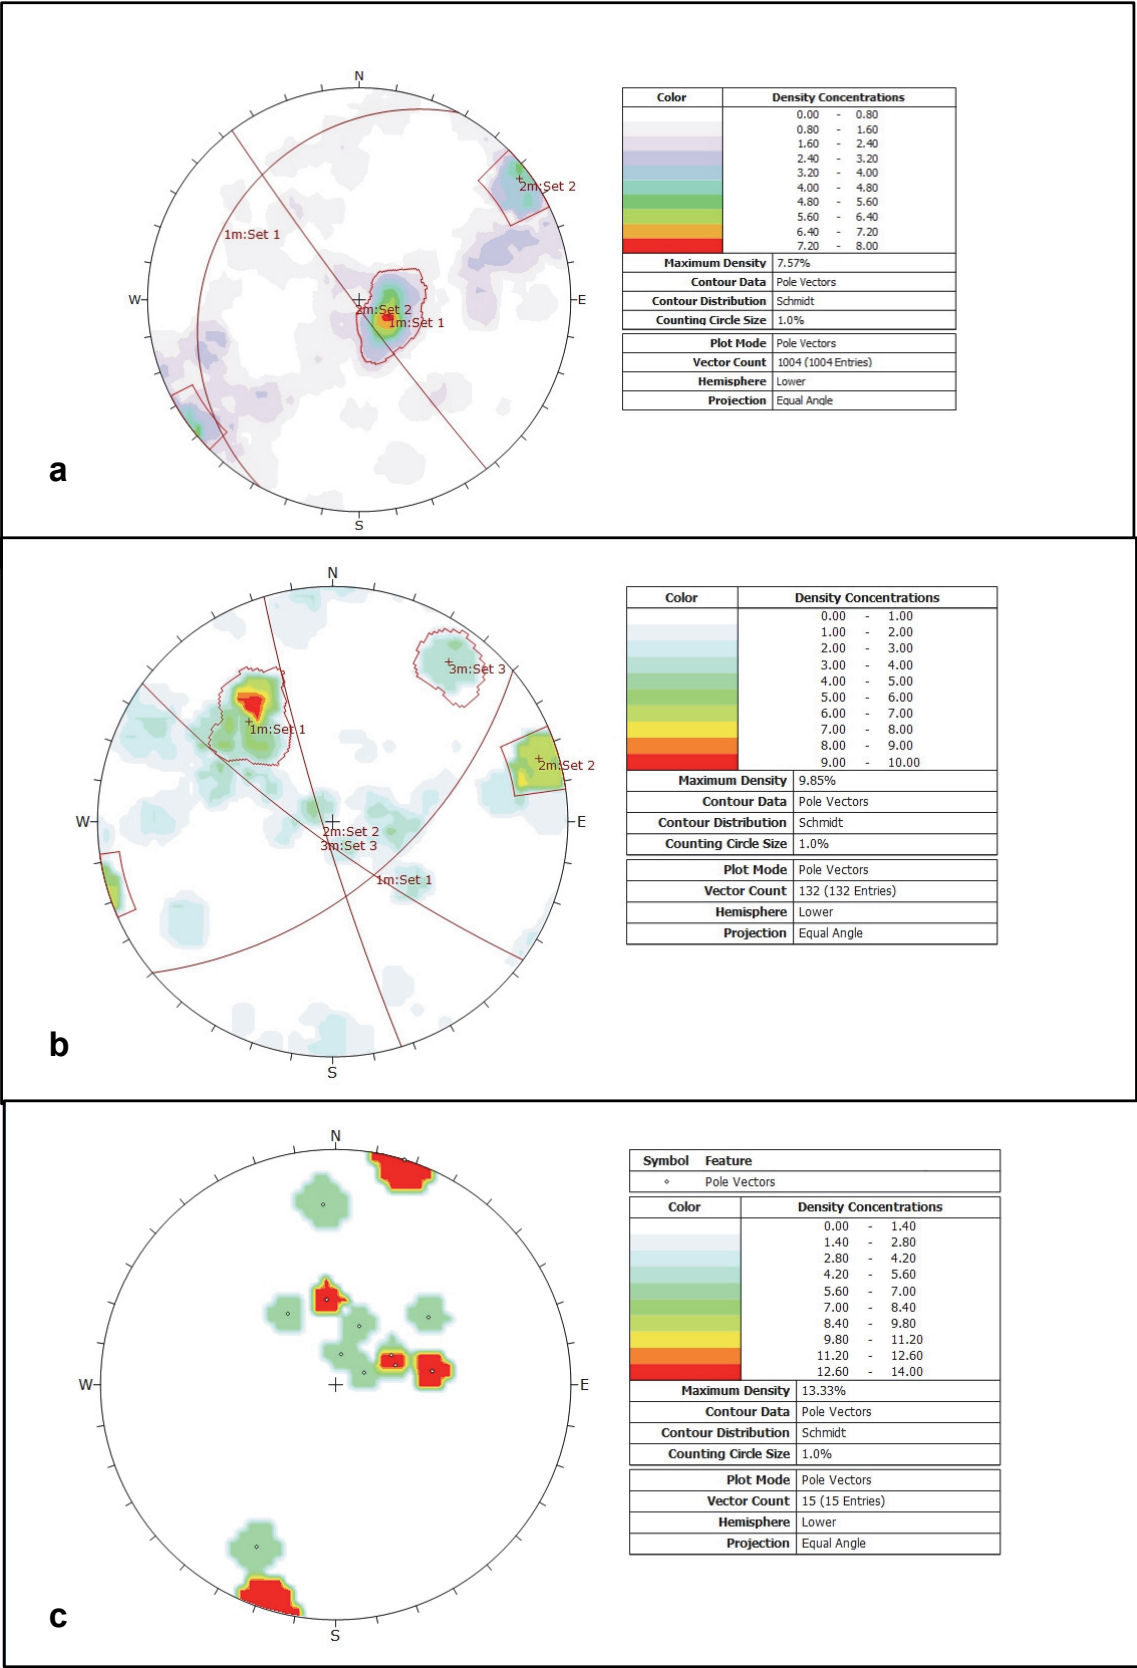 N
W
E
S
1m:Set 1
2m:Set 2
2m:Set 2
1m:Set 1
a
Color Density Concentrations
0.00 - 0.80
0.80 - 1.60
1.60 - 2.40
2.40 - 3.20
3.20 - 4.00
4.00 - 4.80
4.80 - 5.60
5.60 - 6.40
6.40 - 7.20
7.20 - 8.00
Maximum Density 7.57%
Contour Data Pole Vectors
Contour Distribution Schmidt
Counting Circle Size 1.0%
Plot Mode Pole Vectors
Vector Count 1004 (1004 Entries)
Hemisphere Lower
Projection Equal Angle
N
3m:Set 3
1m:Set 1
2m:Set 2
W
E
2m:Set 2
3m:Set 3
1m:Set 1
S
b
Color Density Concentrations
0.00 - 1.00
1.00 - 2.00
2.00 - 3.00
3.00 - 4.00
4.00 - 5.00
5.00 - 6.00
6.00 - 7.00
7.00 - 8.00
8.00 - 9.00
9.00 - 10.00
Maximum Density 9.85%
Contour Data Pole Vectors
Contour Distribution Schmidt
Counting Circle Size 1.0%
Plot Mode Pole Vectors
Vector Count 132 (132 Entries)
Hemisphere Lower
Projection Equal Angle
N
W
E
S
c
Symbol Feature
Pole Vectors
Color Density Concentrations
0.00 - 1.40
1.40 - 2.80
2.80 - 4.20
4.20 - 5.60
5.60 - 7.00
7.00 - 8.40
8.40 - 9.80
9.80 - 11.20
11.20 - 12.60
12.60 - 14.00
Maximum Density 13.33%
Contour Data Pole Vectors
Contour Distribution Schmidt
Counting Circle Size 1.0%
Plot Mode Pole Vectors
Vector Count 15 (15 Entries)
Hemisphere Lower
Projection Equal Angle